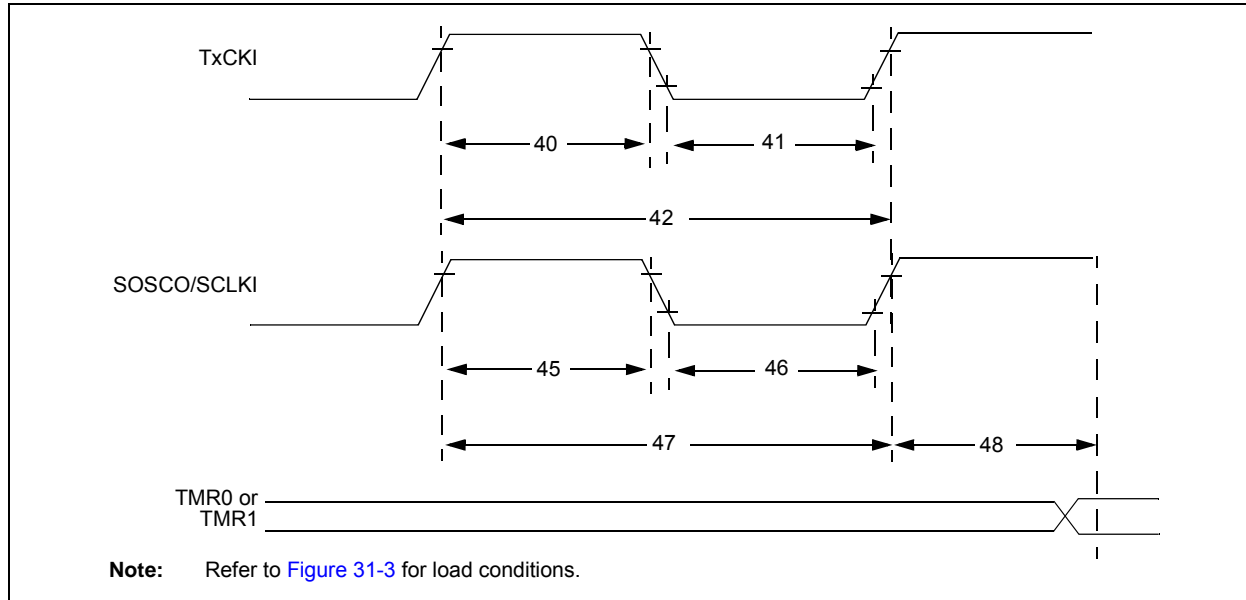 TxCKI
40
41
42
SOSCO/SCLKI
45
46
47
48
TMR0 or
TMR1
Note: Refer to Figure 31-3 for load conditions.